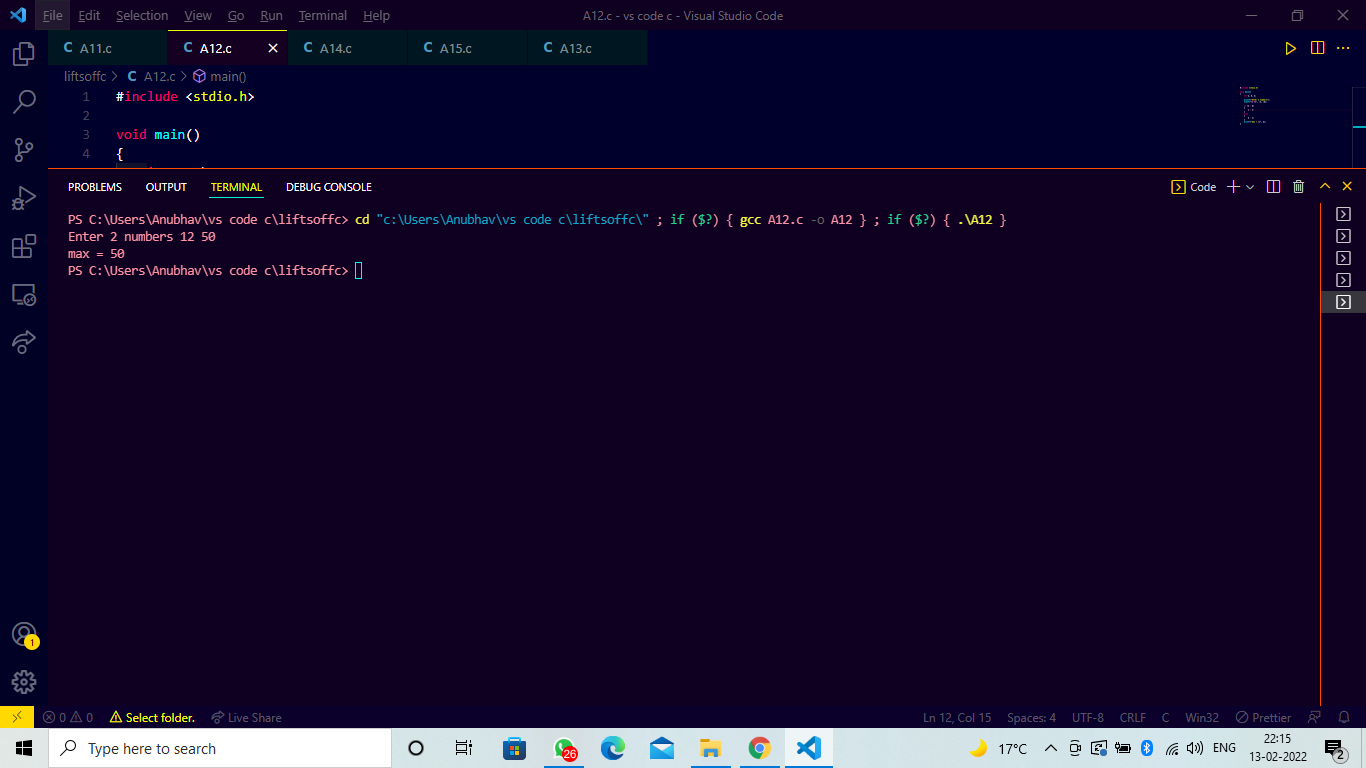 File Edit Selection View Go Run Terminal Help A12.c - vs code c - Visual Studio Code
C A11.c C A12.c C A14.c C A15.c C A13.c
liftsoffc > C A12.c > main()
1 #include <stdio.h>
2
3 void main()
4 {
PROBLEMS OUTPUT TERMINAL DEBUG CONSOLE Code
PS C:\Users\Anubhav\vs code c\liftsoffc> cd "c:\Users\Anubhav\vs code c\liftsoffc\" ; if ($?) { gcc A12.c -o A12 } ; if ($?) { .\A12 }
Enter 2 numbers 12 50
max = 50
PS C:\Users\Anubhav\vs code c\liftsoffc>
1
0 0 Select folder. Live Share Ln 12, Col 15 Spaces: 4 UTF-8 CRLF C Win32 Prettier
Type here to search 26 17°C ENG 22:15
13-02-2022 2